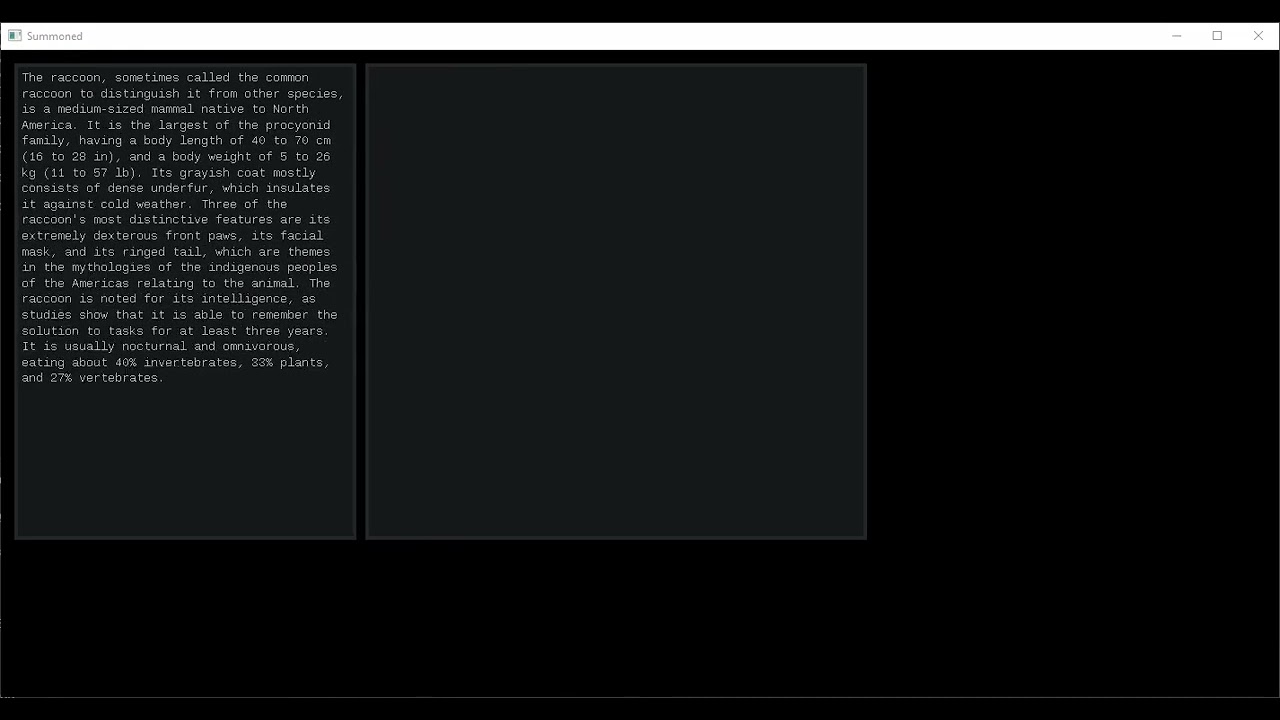 Summoned
The raccoon, sometimes called the common
raccoon to distinguish it from other species,
is a medium-sized mammal native to North
America. It is the largest of the procyonid
family, having a body length of 40 to 70 cm
(16 to 28 in), and a body weight of 5 to 26
kg (11 to 57 lb). Its grayish coat mostly
consists of dense underfur, which insulates
it against cold weather. Three of the
raccoon's most distinctive features are its
extremely dexterous front paws, its facial
mask, and its ringed tail, which are themes
in the mythologies of the indigenous peoples
of the Americas relating to the animal. The
raccoon is noted for its intelligence, as
studies show that it is able to remember the
solution to tasks for at least three years.
It is usually nocturnal and omnivorous,
eating about 40% invertebrates, 33% plants,
and 27% vertebrates.